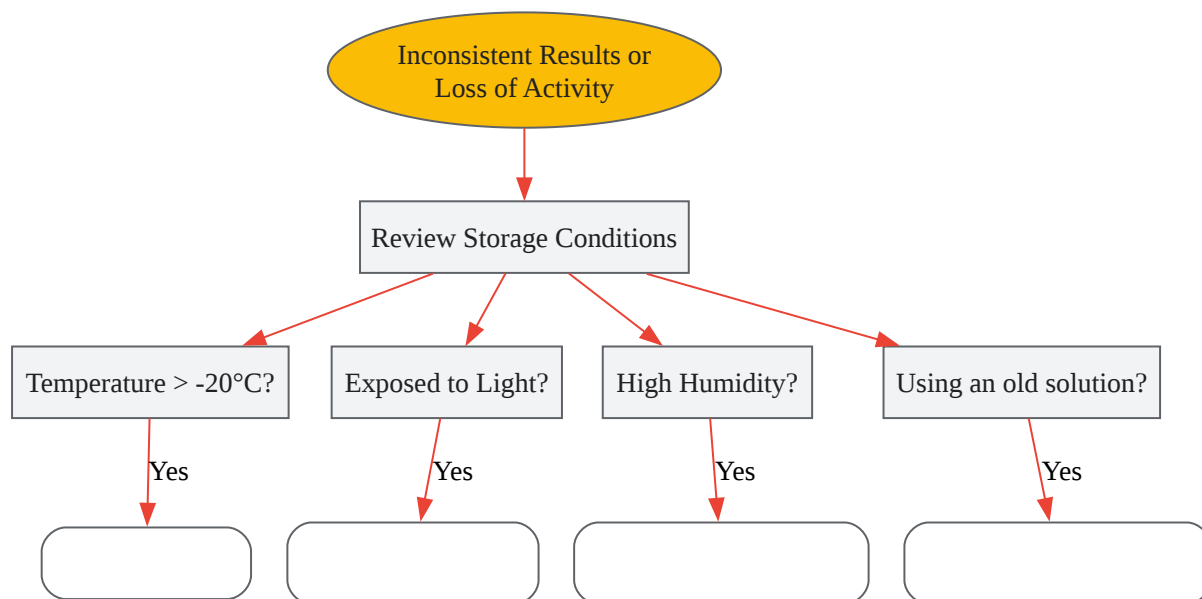 Inconsistent Results or
Loss of Activity
Review Storage Conditions
Temperature > -20°C?
Exposed to Light?
High Humidity?
Using an old solution?
Yes
Yes
Yes
Yes